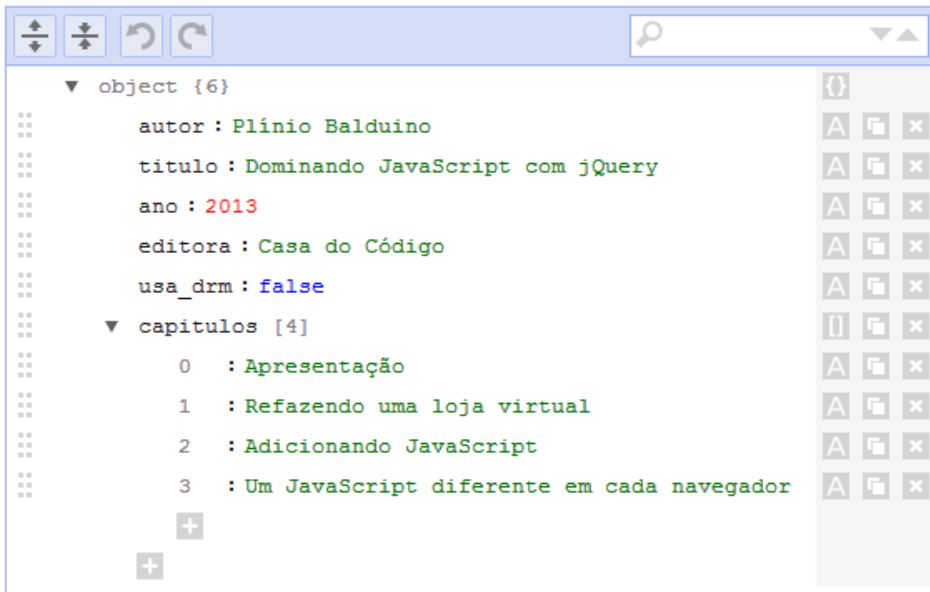 object {6}
autor : Plínio Balduino
titulo : Dominando JavaScript com jQuery
ano : 2013
editora : Casa do Código
usa_drm : false
capitulos [4]
0 : Apresentação
1 : Refazendo uma loja virtual
2 : Adicionando JavaScript
3 : Um JavaScript diferente em cada navegador